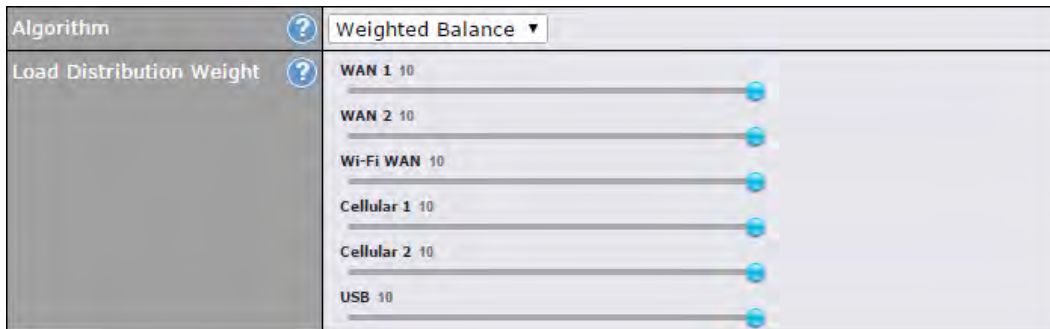 Algorithm ? Weighted Balance ▼
Load Distribution Weight ?
WAN 1 10
WAN 2 10
Wi-Fi WAN 10
Cellular 1 10
Cellular 2 10
USB 10